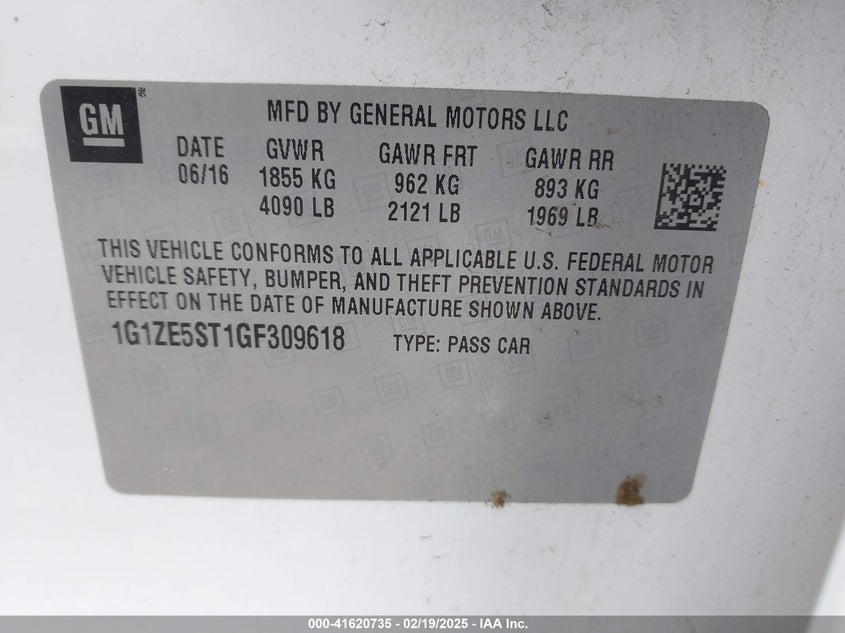 GM®
MFD BY GENERAL MOTORS LLC
DATE GVWR GAWR FRT GAWR RR
06/16 1855 KG 962 KG 893 KG
4090 LB 2121 LB 1969 LB
THIS VEHICLE CONFORMS TO ALL APPLICABLE U.S. FEDERAL MOTOR
VEHICLE SAFETY, BUMPER, AND THEFT PREVENTION STANDARDS IN
EFFECT ON THE DATE OF MANUFACTURE SHOWN ABOVE.
1G1ZE5ST1GF309618 TYPE: PASS CAR
000-41620735 - 02/19/2025 - IAA Inc.